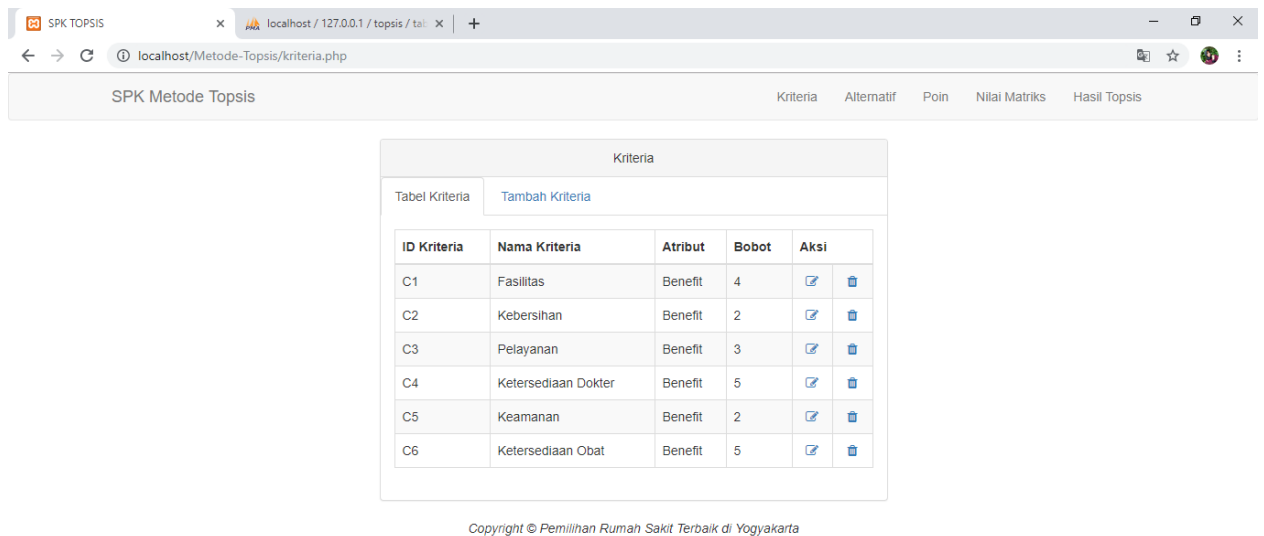 SPK TOPSIS
localhost / 127.0.0.1 / topsis / tab
localhost/Metode-Topsis/kriteria.php
SPK Metode Topsis Kriteria Alternatif Poin Nilai Matriks Hasil Topsis
Kriteria
Tabel Kriteria Tambah Kriteria
ID Kriteria Nama Kriteria Atribut Bobot Aksi
C1 Fasilitas Benefit 4
C2 Kebersihan Benefit 2
C3 Pelayanan Benefit 3
C4 Ketersediaan Dokter Benefit 5
C5 Keamanan Benefit 2
C6 Ketersediaan Obat Benefit 5
Copyright © Pemilihan Rumah Sakit Terbaik di Yogyakarta